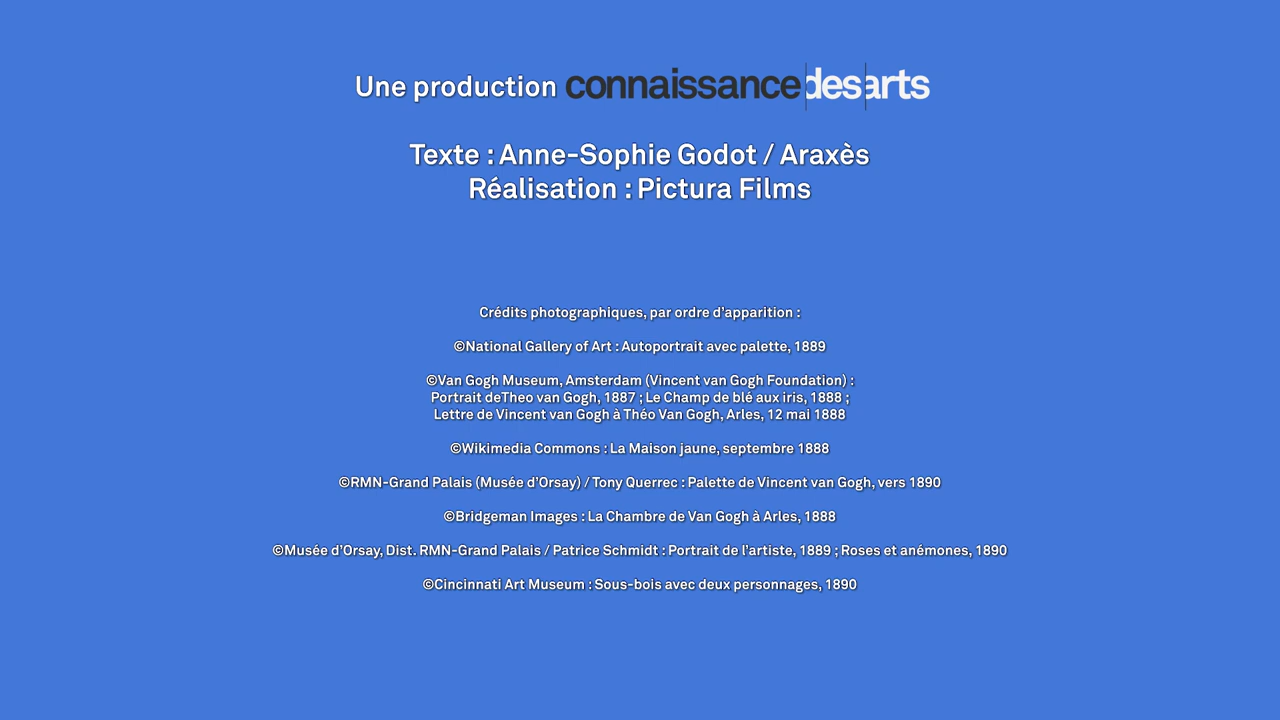 Une production connaissancedesarts
Texte : Anne-Sophie Godot / Araxès
Réalisation : Pictura Films
Crédits photographiques, par ordre d'apparition :
©National Gallery of Art : Autoportrait avec palette, 1889
©Van Gogh Museum, Amsterdam (Vincent van Gogh Foundation) :
Portrait deTheo van Gogh, 1887 ; Le Champ de blé aux iris, 1888 ;
Lettre de Vincent van Gogh à Théo Van Gogh, Arles, 12 mai 1888
©Wikimedia Commons : La Maison jaune, septembre 1888
©RMN-Grand Palais (Musée d'Orsay) / Tony Querrec : Palette de Vincent van Gogh, vers 1890
©Bridgeman Images : La Chambre de Van Gogh à Arles, 1888
©Musée d'Orsay, Dist. RMN-Grand Palais / Patrice Schmidt : Portrait de l'artiste, 1889 ; Roses et anémones, 1890
©Cincinnati Art Museum : Sous-bois avec deux personnages, 1890